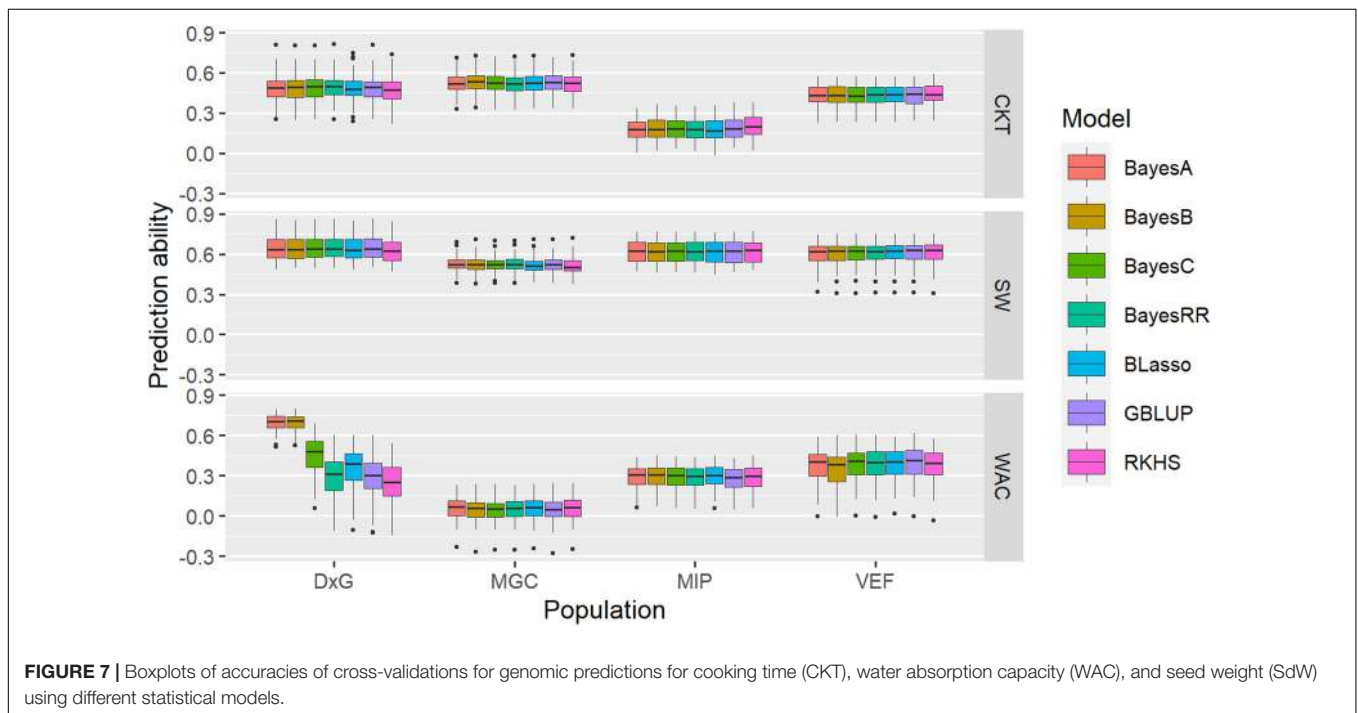 Prediction ability
0.9
0.6
0.3
0.0
-0.3
CKT
0.9
0.6
0.3
0.0
-0.3
SW
0.9
0.6
0.3
0.0
-0.3
WAC
DxG MGC MIP VEF
Population
Model
BayesA
BayesB
BayesC
BayesRR
BLasso
GBLUP
RKHS
FIGURE 7 | Boxplots of accuracies of cross-validations for genomic predictions for cooking time (CKT), water absorption capacity (WAC), and seed weight (SdW)
using different statistical models.